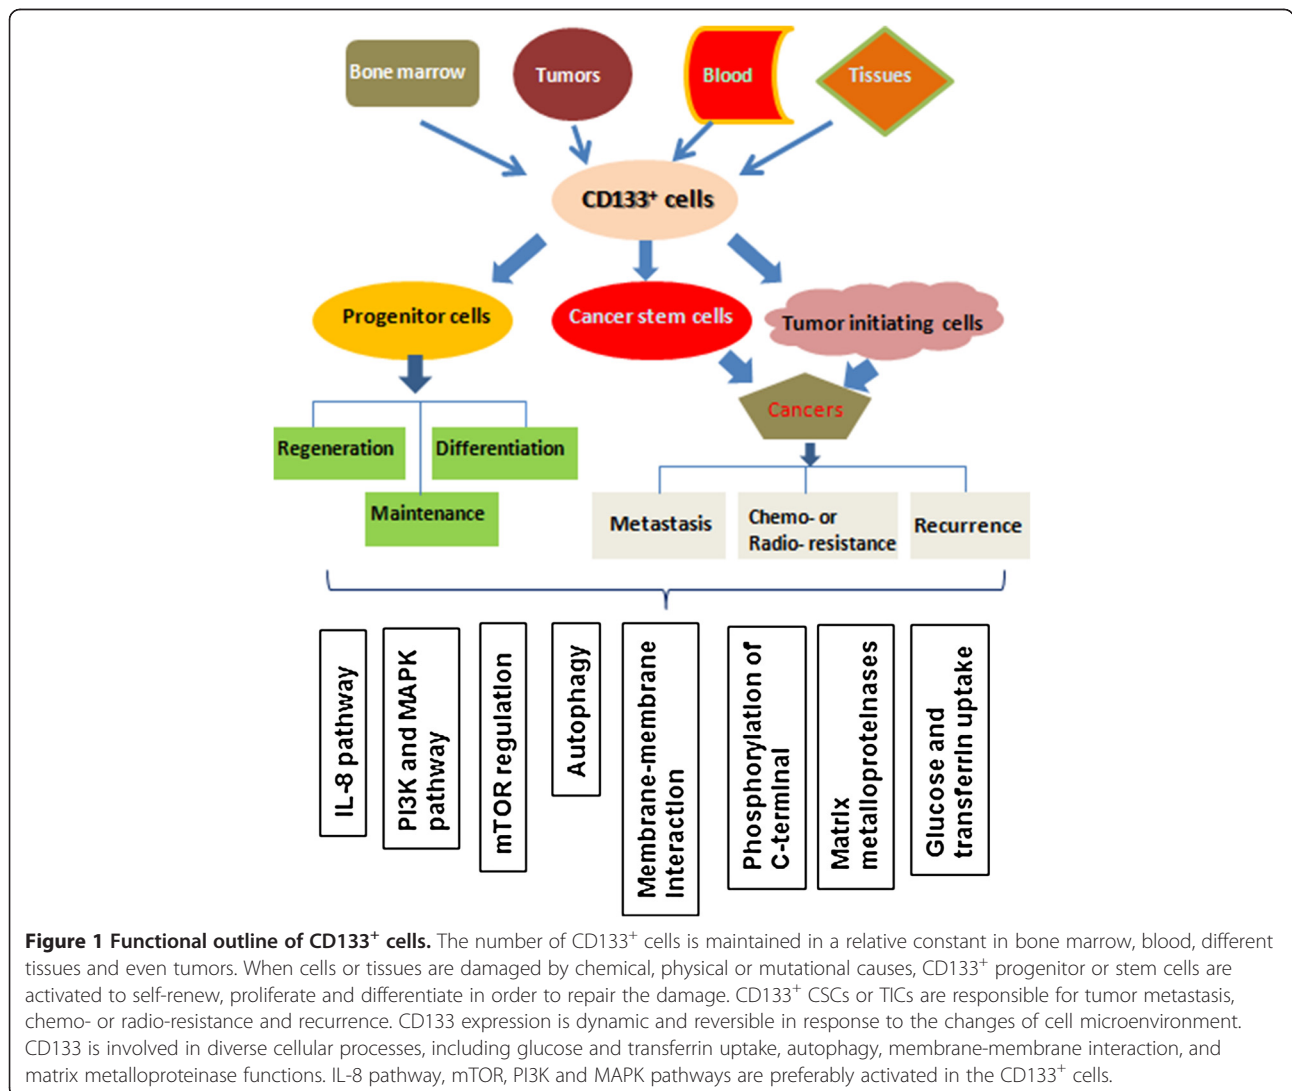 Bone marrow
Tumors
Blood
Tissues
CD133⁺ cells
Progenitor cells
Cancer stem cells
Tumor initiating cells
Cancers
Regeneration
Differentiation
Maintenance
Metastasis
Chemo- or
Radio- resistance
Recurrence
IL-8 pathway
PI3K and MAPK
pathway
mTOR regulation
Autophagy
Membrane-membrane
Interaction
Phosphorylation of
C-terminal
Matrix
metalloproteinases
Glucose and
transferrin uptake
Figure 1 Functional outline of CD133⁺ cells. The number of CD133⁺ cells is maintained in a relative constant in bone marrow, blood, different
tissues and even tumors. When cells or tissues are damaged by chemical, physical or mutational causes, CD133⁺ progenitor or stem cells are
activated to self-renew, proliferate and differentiate in order to repair the damage. CD133⁺ CSCs or TICs are responsible for tumor metastasis,
chemo- or radio-resistance and recurrence. CD133 expression is dynamic and reversible in response to the changes of cell microenvironment.
CD133 is involved in diverse cellular processes, including glucose and transferrin uptake, autophagy, membrane-membrane interaction, and
matrix metalloproteinase functions. IL-8 pathway, mTOR, PI3K and MAPK pathways are preferably activated in the CD133⁺ cells.